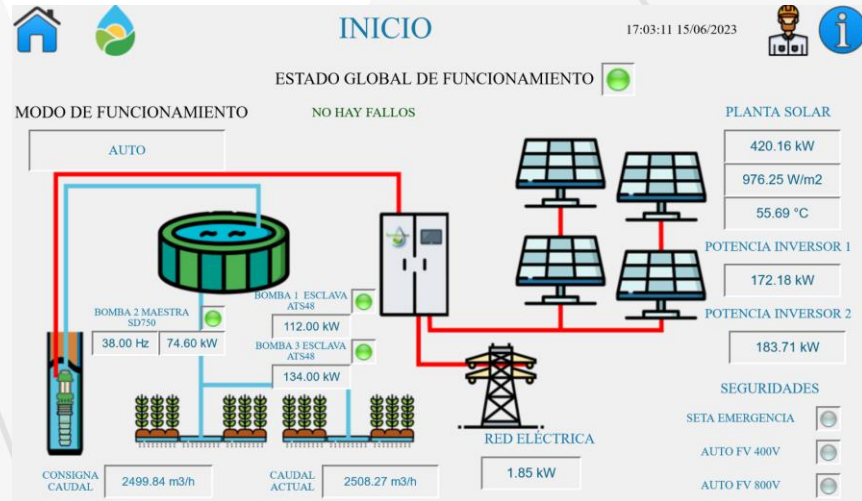 INICIO
17:03:11 15/06/2023
i
ESTADO GLOBAL DE FUNCIONAMIENTO
MODO DE FUNCIONAMIENTO
NO HAY FALLOS
PLANTA SOLAR
AUTO
420.16 kW
976.25 W/m2
55.69 °C
POTENCIA INVERSOR 1
172.18 kW
BOMBA 1 ESCLAVA
ATS48
112.00 kW
BOMBA 2 MAESTRA
SD750
38.00 Hz 74.60 kW
BOMBA 3 ESCLAVA
ATS48
134.00 kW
POTENCIA INVERSOR 2
183.71 kW
SEGURIDADES
SETA EMERGENCIA
AUTO FV 400V
AUTO FV 800V
RED ELÉCTRICA
1.85 kW
CONSIGNA
CAUDAL
2499.84 m3/h
CAUDAL
ACTUAL
2508.27 m3/h